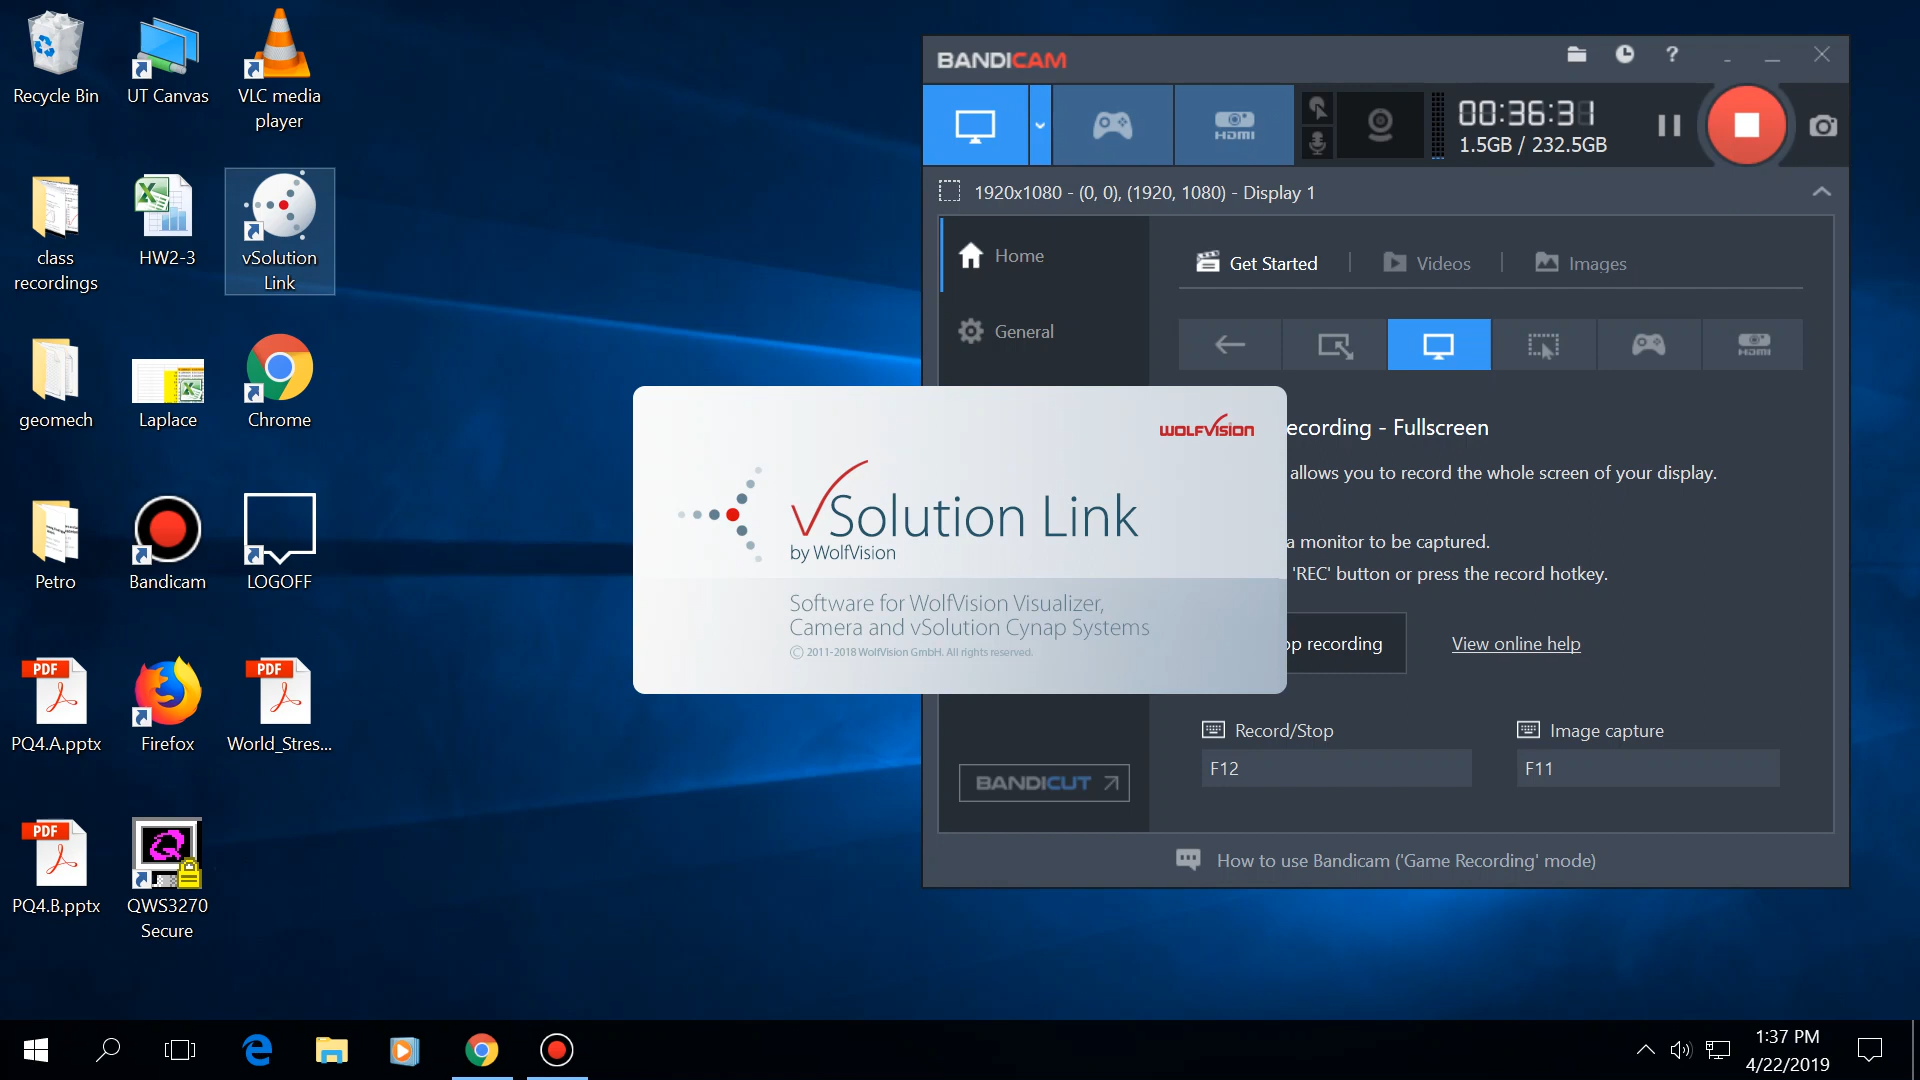 Recycle Bin
UT Canvas
VLC media
player
class
recordings
HW2-3
vSolution
Link
geomech
Laplace
Chrome
Petro
Bandicam
LOGOFF
PDF
PQ4.A.pptx
Firefox
PDF
World_Stres...
PDF
PQ4.B.pptx
QWS3270
Secure
BANDICAM
?
HDMI
00:36:31
1.5GB / 232.5GB
1920x1080 - (0, 0), (1920, 1080) - Display 1
Home
General
Get Started
Videos
Images
HDMI
ecording - Fullscreen
allows you to record the whole screen of your display.
a monitor to be captured.
'REC' button or press the record hotkey.
op recording
View online help
Record/Stop
F12
Image capture
F11
BANDICUT
How to use Bandicam ('Game Recording' mode)
WOLFVISION
vSolution Link
by WolfVision
Software for WolfVision Visualizer,
Camera and vSolution Cynap Systems
© 2011-2018 WolfVision GmbH. All rights reserved.
1:37 PM
4/22/2019